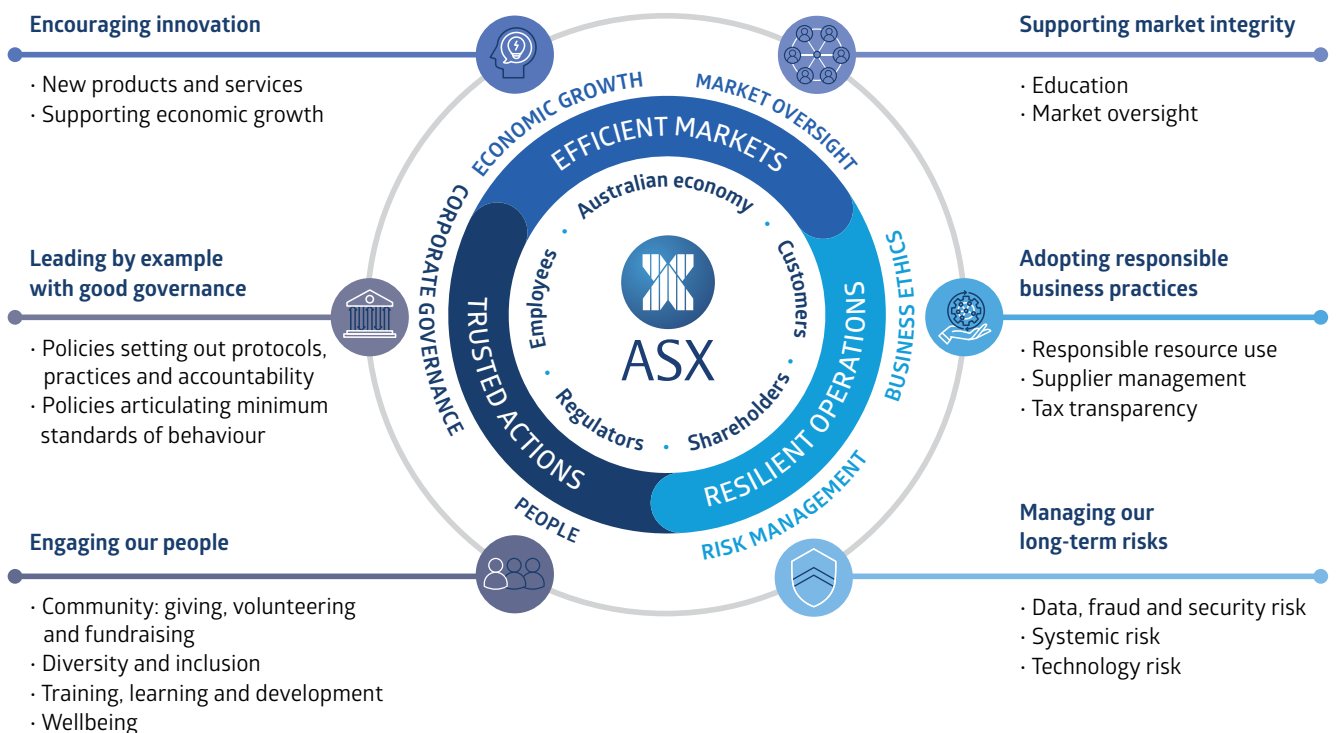 Encouraging innovation
· New products and services
· Supporting economic growth
Supporting market integrity
· Education
· Market oversight
Leading by example
with good governance
· Policies setting out protocols,
practices and accountability
· Policies articulating minimum
standards of behaviour
Adopting responsible
business practices
· Responsible resource use
· Supplier management
· Tax transparency
Engaging our people
· Community: giving, volunteering
and fundraising
· Diversity and inclusion
· Training, learning and development
· Wellbeing
Managing our
long-term risks
· Data, fraud and security risk
· Systemic risk
· Technology risk
ECONOMIC GROWTH
MARKET OVERSIGHT
BUSINESS ETHICS
RISK MANAGEMENT
PEOPLE
CORPORATE GOVERNANCE
EFFICIENT MARKETS
RESILIENT OPERATIONS
TRUSTED ACTIONS
Australian economy
Customers
Shareholders
Regulators
Employees
ASX